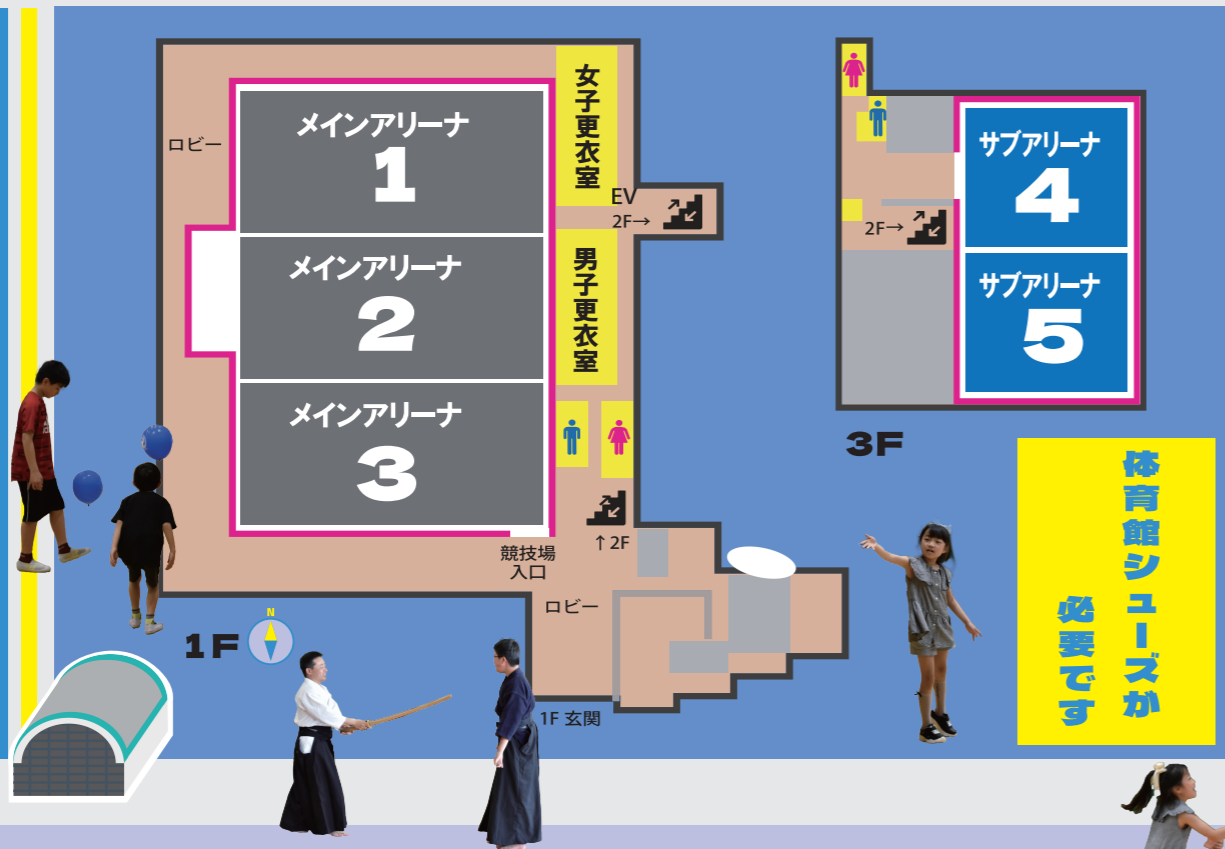 メインアリーナ
1
メインアリーナ
2
メインアリーナ
3
ロビー
女子更衣室
EV
2F→
男子更衣室
↑2F
競技場
入口
ロビー
1F
N
1F 玄関
サブアリーナ
4
サブアリーナ
5
2F→
3F
体育館シューズが
必要です